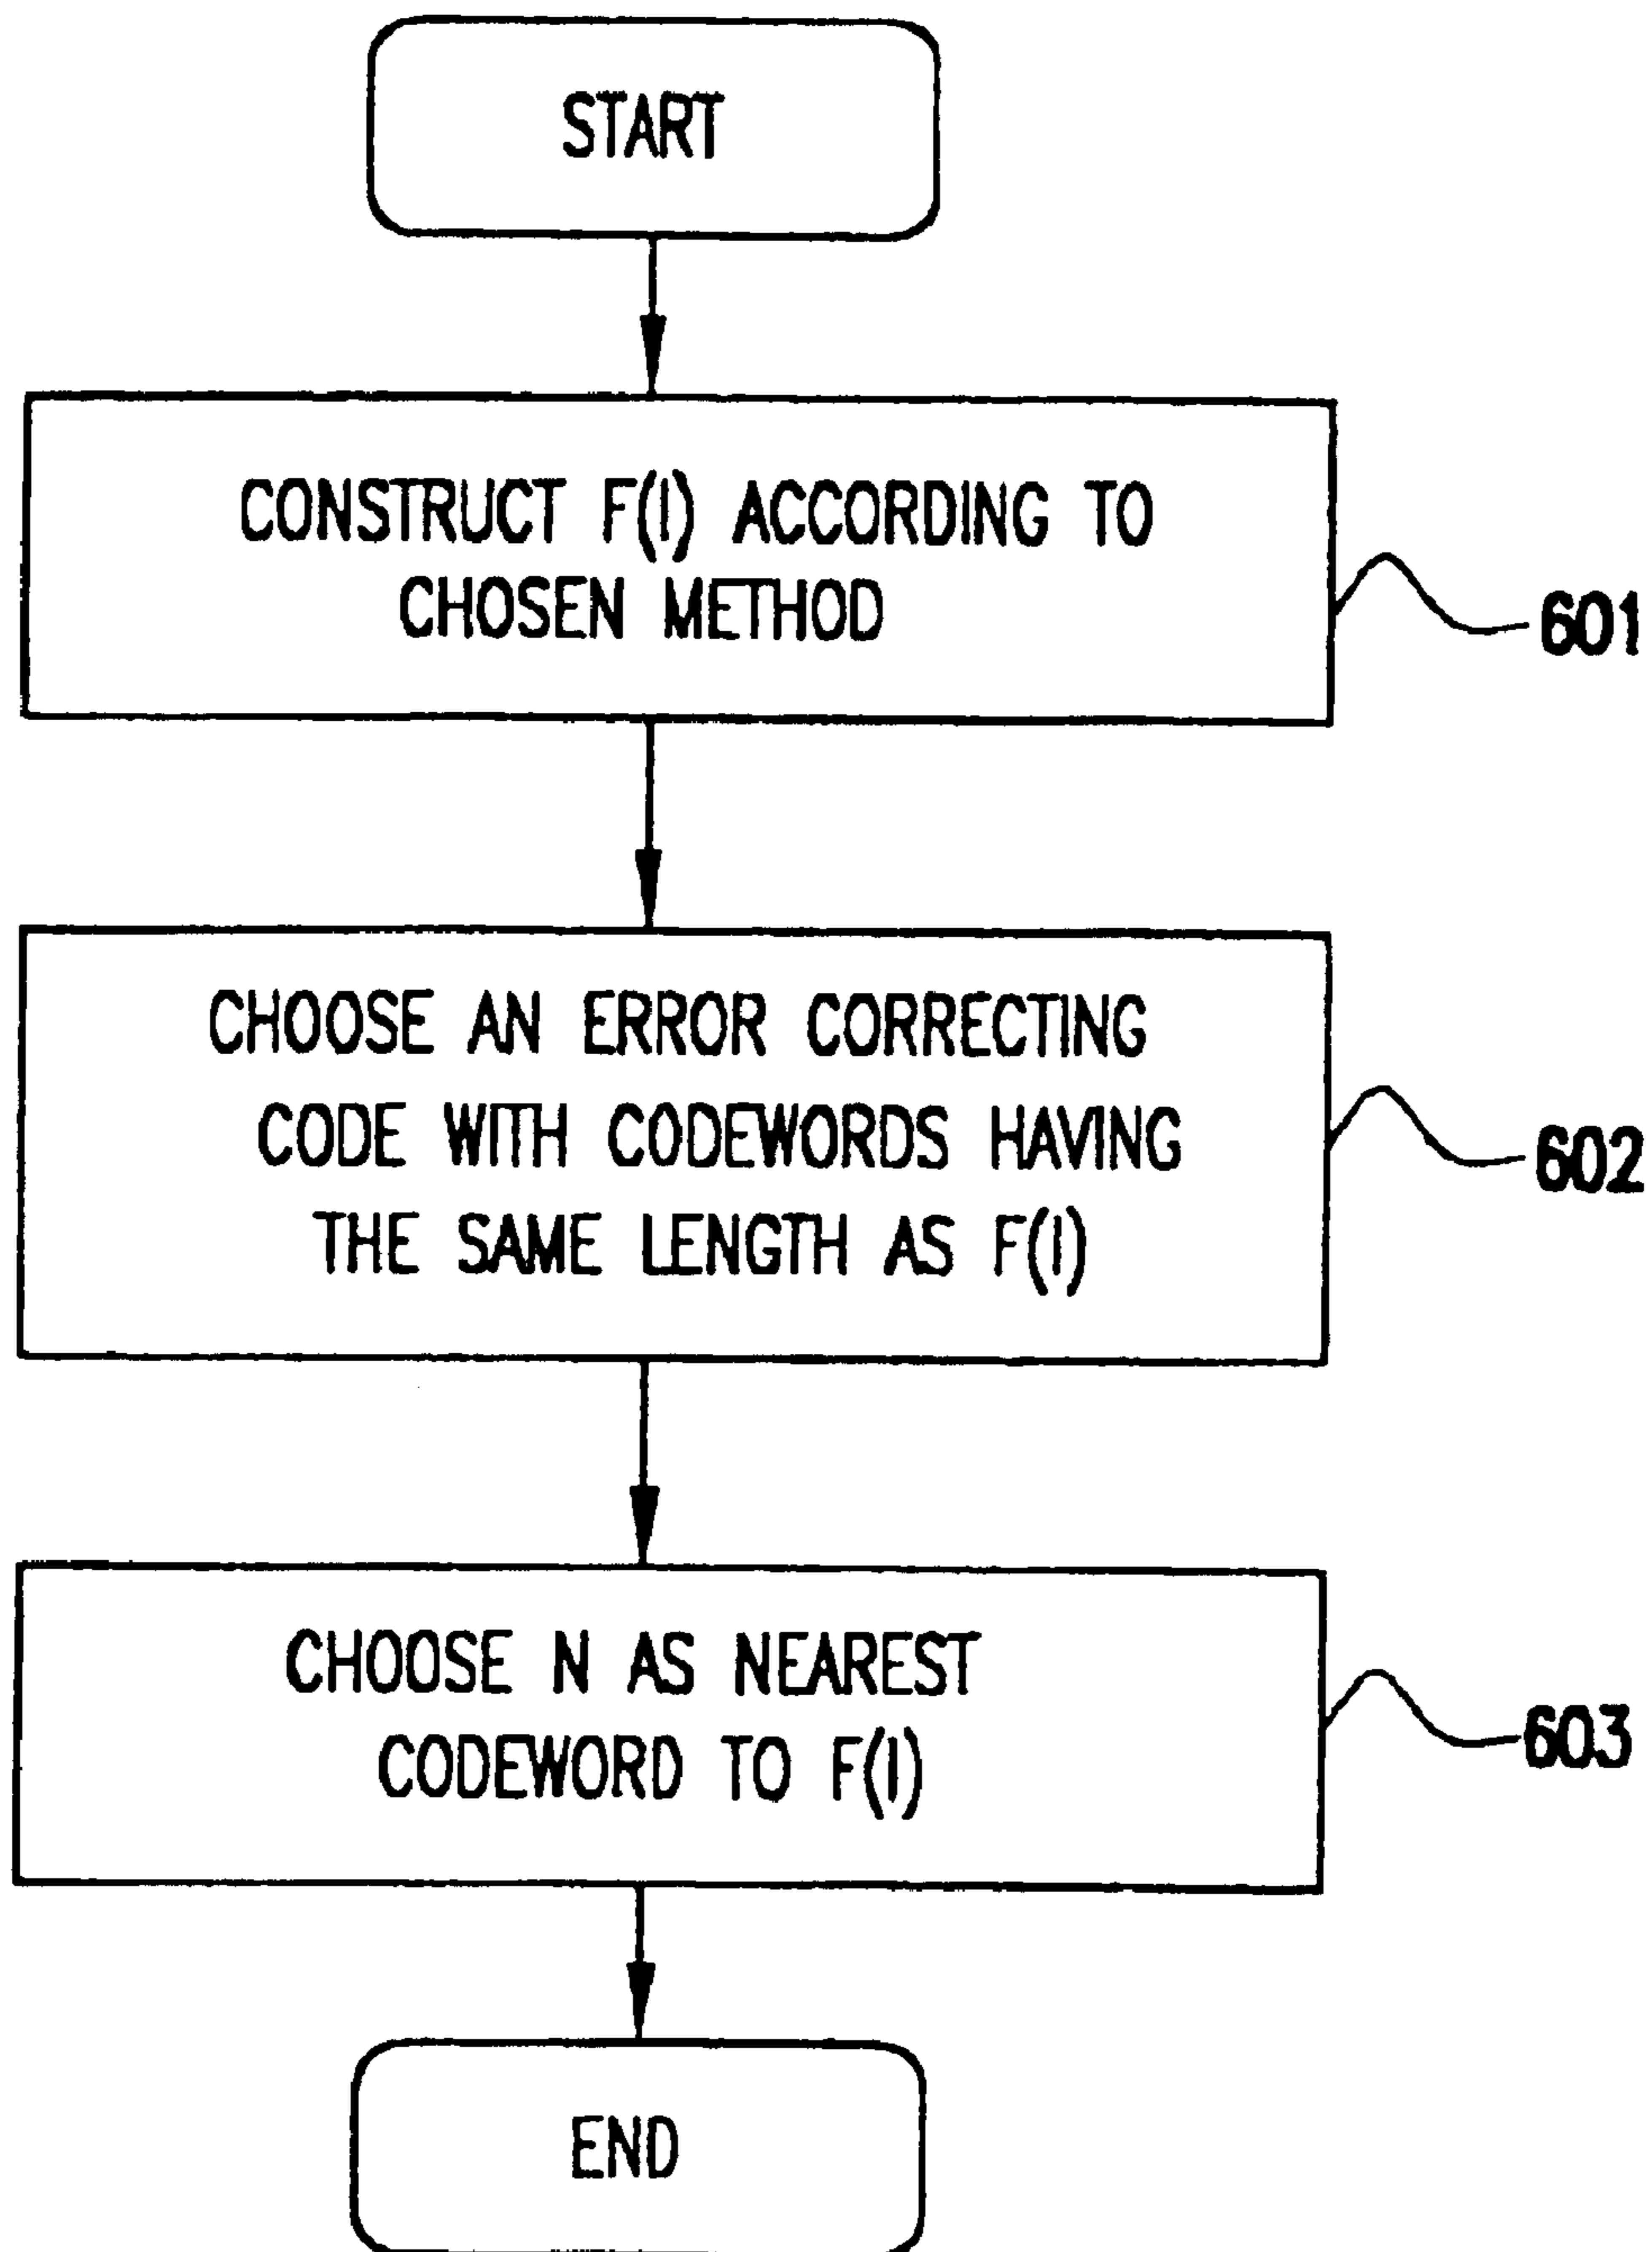 START
CONSTRUCT F(I) ACCORDING TO
CHOSEN METHOD
601
CHOOSE AN ERROR CORRECTING
CODE WITH CODEWORDS HAVING
THE SAME LENGTH AS F(I)
602
CHOOSE N AS NEAREST
CODEWORD TO F(I)
603
END